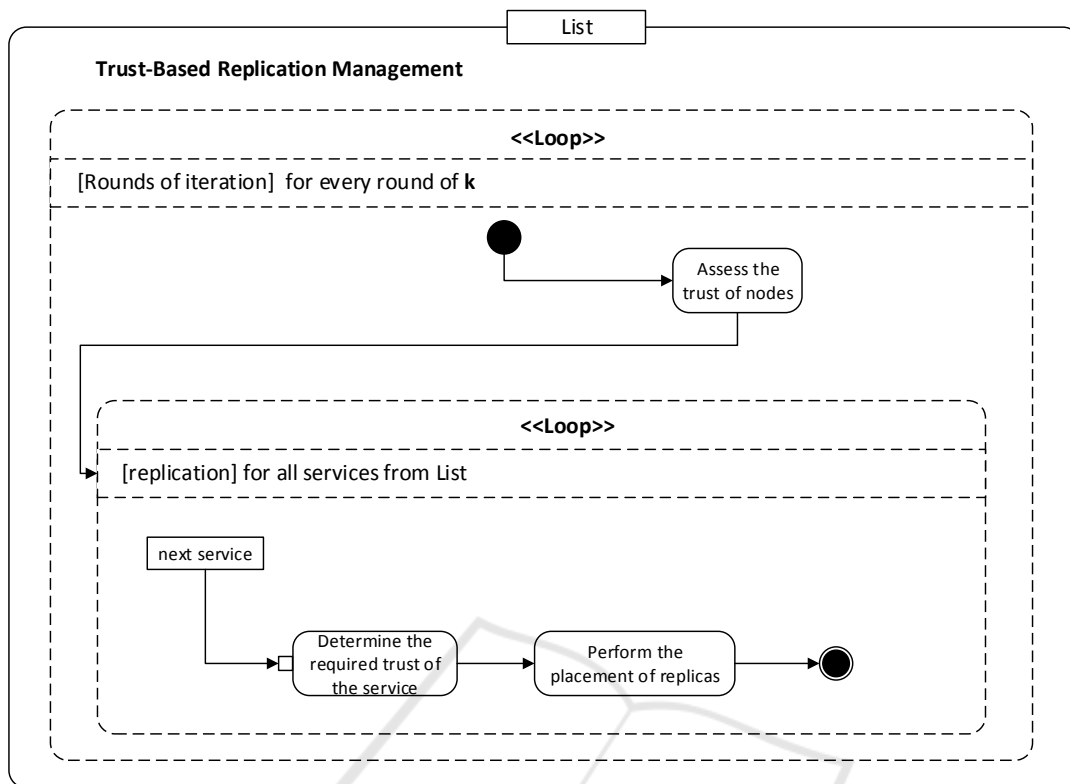 List
Trust-Based Replication Management
<<Loop>>
[Rounds of iteration]  for every round of k
Assess the
trust of nodes
<<Loop>>
[replication] for all services from List
next service
Determine the
required trust of
the service
Perform the
placement of replicas